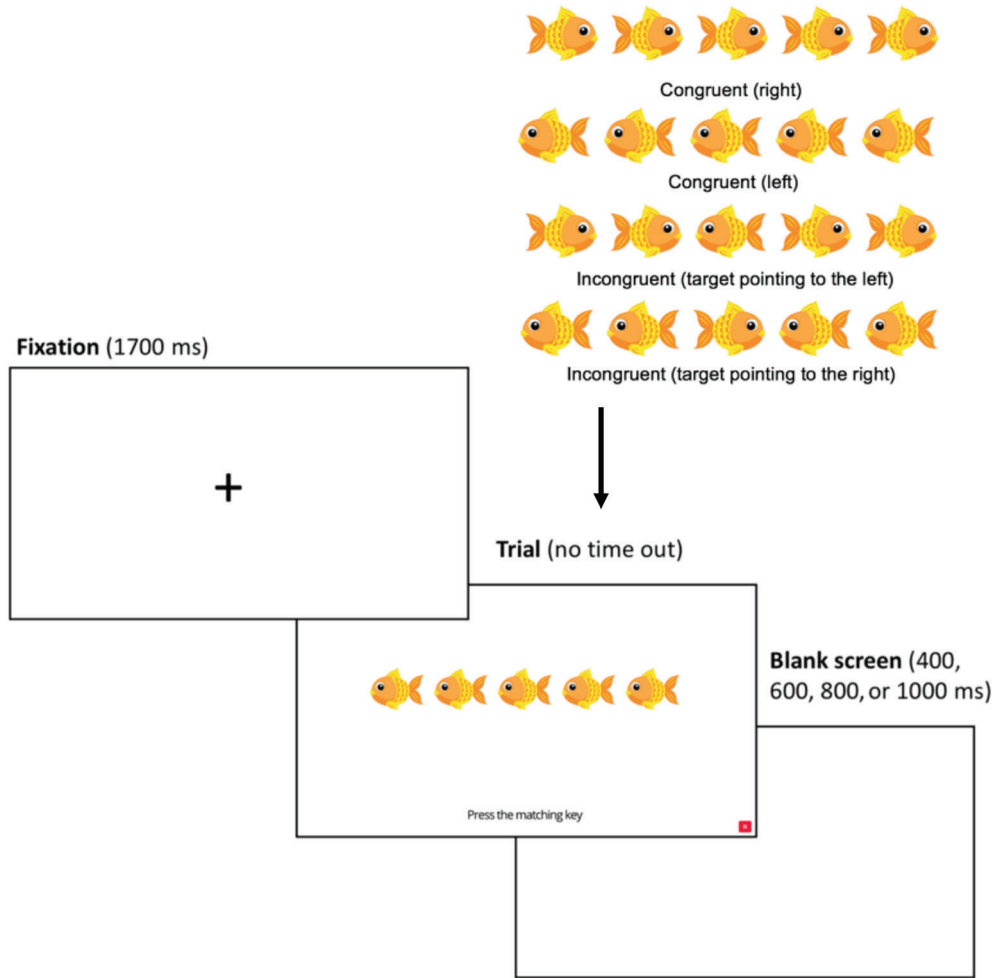 Congruent (right)
Congruent (left)
Incongruent (target pointing to the left)
Incongruent (target pointing to the right)
Fixation (1700 ms)
+
Trial (no time out)
Press the matching key
Blank screen (400,
600, 800, or 1000 ms)